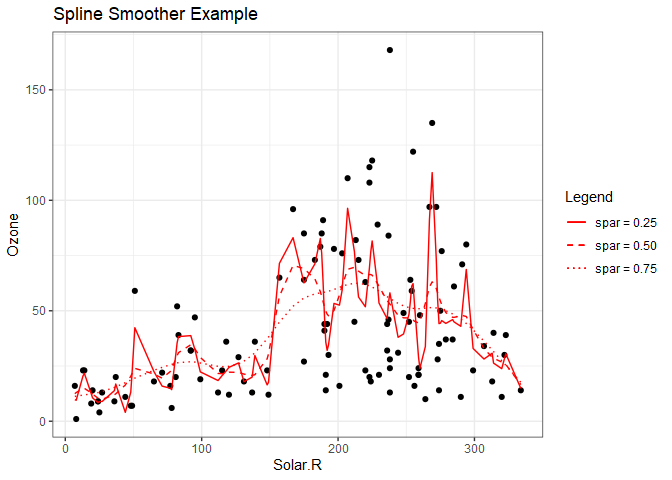 Spline Smoother Example
150
100
50
0
Ozone
0
100
200
300
Solar.R
Legend
spar = 0.25
spar = 0.50
spar = 0.75